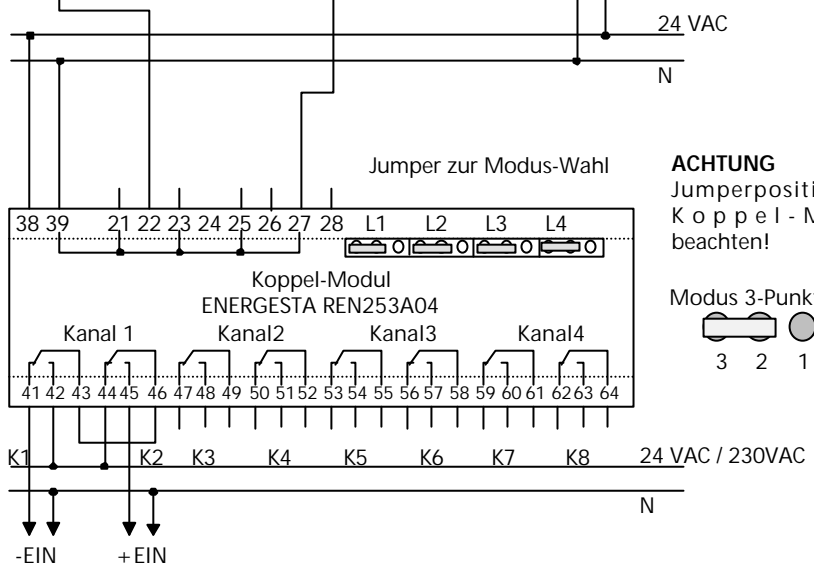 24 VAC
N
Jumper zur Modus-Wahl
ACHTUNG
Jumperpositi
Koppel-M
beachten!
38 39 21 22 23 24 25 26 27 28 L1 L2 L3 L4
Koppel-Modul
ENERGESTA REN253A04
Modus 3-Punk
3 2 1
Kanal 1 Kanal2 Kanal3 Kanal4
41 42 43 44 45 46 47 48 49 50 51 52 53 54 55 56 57 58 59 60 61 62 63 64
K1 K2 K3 K4 K5 K6 K7 K8 24 VAC / 230VAC
N
-EIN +EIN